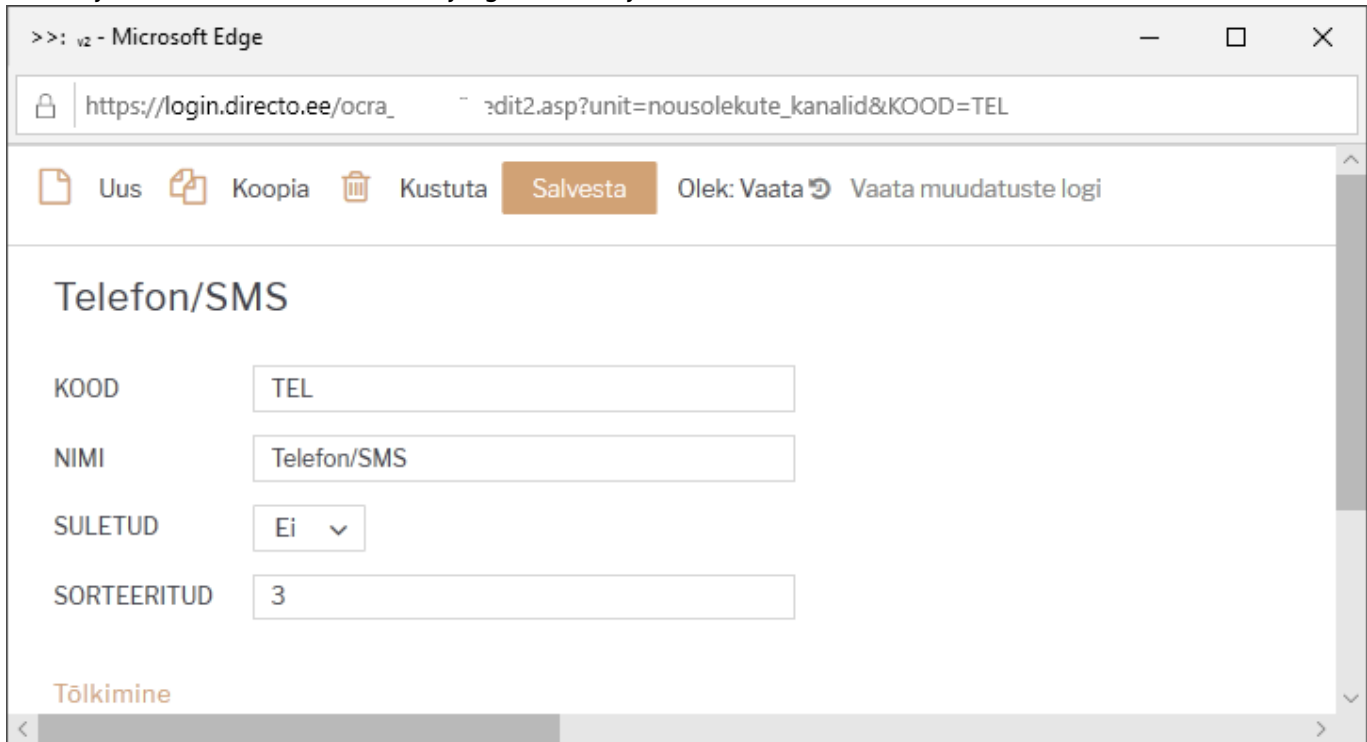 >>: v2 - Microsoft Edge
https://login.directo.ee/ocra_ edit2.asp?unit=nousolekute_kanalid&KOOD=TEL
Uus Koopia Kustuta Salvesta Olek: Vaata Vaata muudatuste logi
Telefon/SMS
KOOD TEL
NIMI Telefon/SMS
SULETUD Ei
SORTEERITUD 3
Tõlkimine